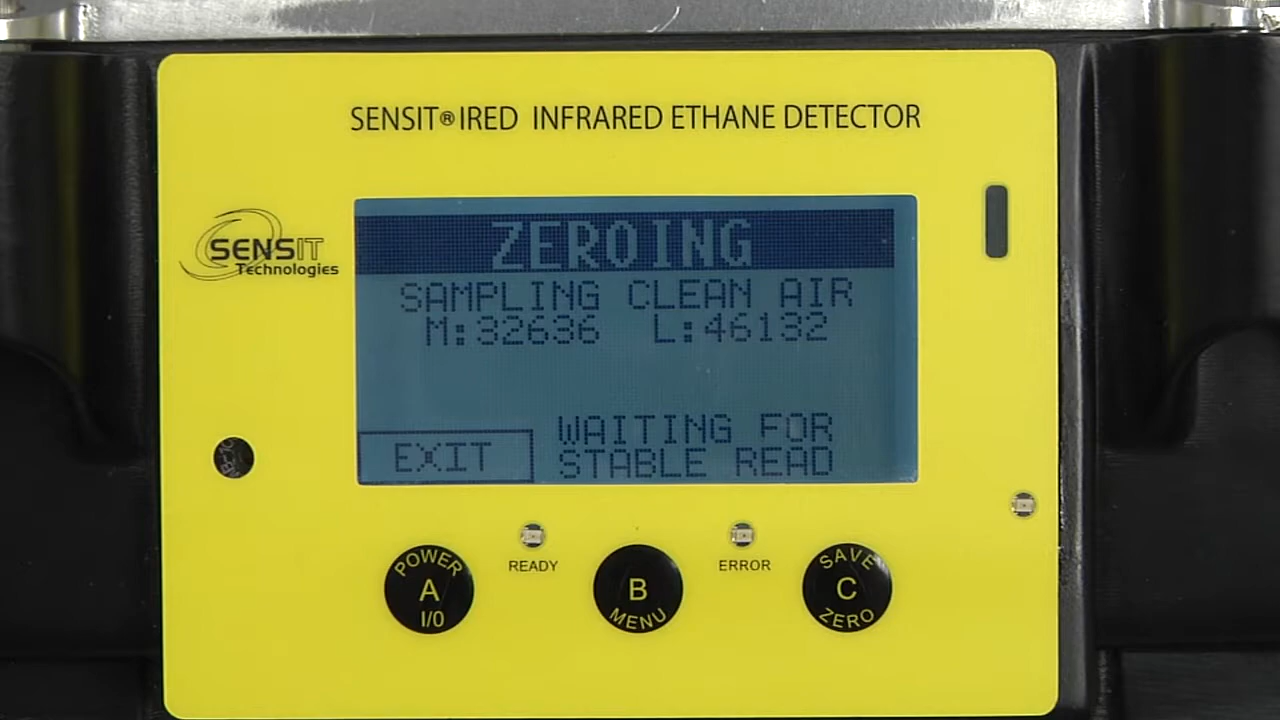 SENSIT®IRED INFRARED ETHANE DETECTOR
SENSIT
Technologies
ZEROING
SAMPLING CLEAN AIR
M:32636 L:46132
WAITING FOR
STABLE READ
EXIT
POWER
A
I/O
READY
B
MENU
ERROR
SAVE
C
ZERO